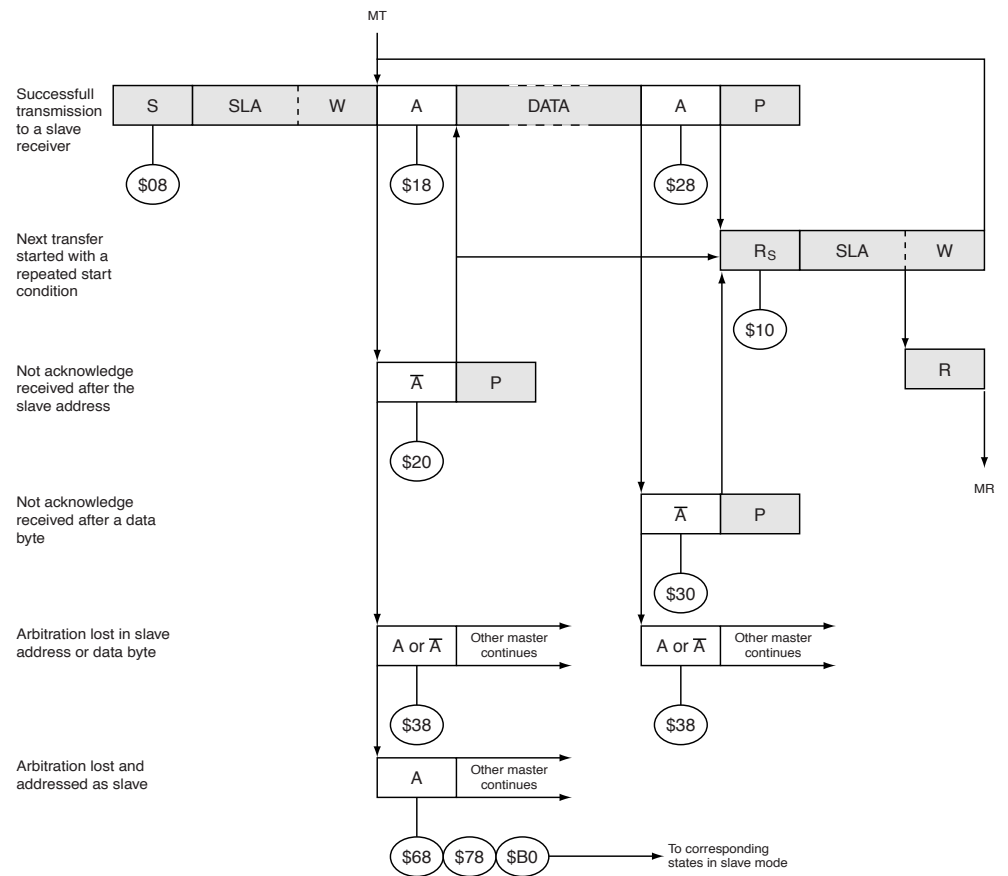 MT
Successfull
transmission
to a slave
receiver
S SLA W A DATA A P
$08 $18 $28
Next transfer
started with a
repeated start
condition
RS SLA W
$10
Not acknowledge
received after the
slave address
A̅ P
R
$20
MR
Not acknowledge
received after a data
byte
A̅ P
$30
Arbitration lost in slave
address or data byte
A or A̅ Other master
continues
A or A̅ Other master
continues
$38 $38
Arbitration lost and
addressed as slave
A Other master
continues
$68 $78 $B0
To corresponding
states in slave mode